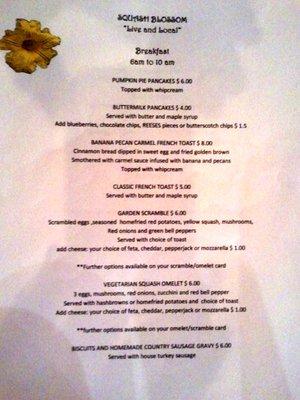 SQUASH BLOSSOM
"Live and Local"
Breakfast
6am to 10 am
PUMPKIN PIE PANCAKES $ 6.00
Topped with whipcream
BUTTERMILK PANCAKES $ 4.00
Served with butter and maple syrup
Add blueberries, chocolate chips, REESES pieces or butterscotch chips $ 1.5
BANANA PECAN CARMEL FRENCH TOAST $ 8.00
Cinnamon bread dipped in sweet egg and fried golden brown
Smothered with carmel sauce infused with banana and pecans
Topped with whipcream
CLASSIC FRENCH TOAST $ 5.00
Served with butter and maple syrup
GARDEN SCRAMBLE $ 6.00
Scrambled eggs ,seasoned homefried red potatoes, yellow squash, mushrooms,
Red onions and green bell peppers
Served with choice of toast
add cheese: your choice of feta, cheddar, pepperjack or mozzarella $ 1.00
**Further options available on your scramble/omelet card
VEGETARIAN SQUASH OMELET $ 6.00
3 eggs, mushrooms, red onions, zucchini and red bell pepper
Served with hashbrowns or homefried potatoes and choice of toast
Add cheese: your choice of feta, cheddar, pepperjack or mozzarella $ 1.00
**further options available on your omelet/scramble card
BISCUITS AND HOMEMADE COUNTRY SAUSAGE GRAVY $ 6.00
Served with house turkey sausage